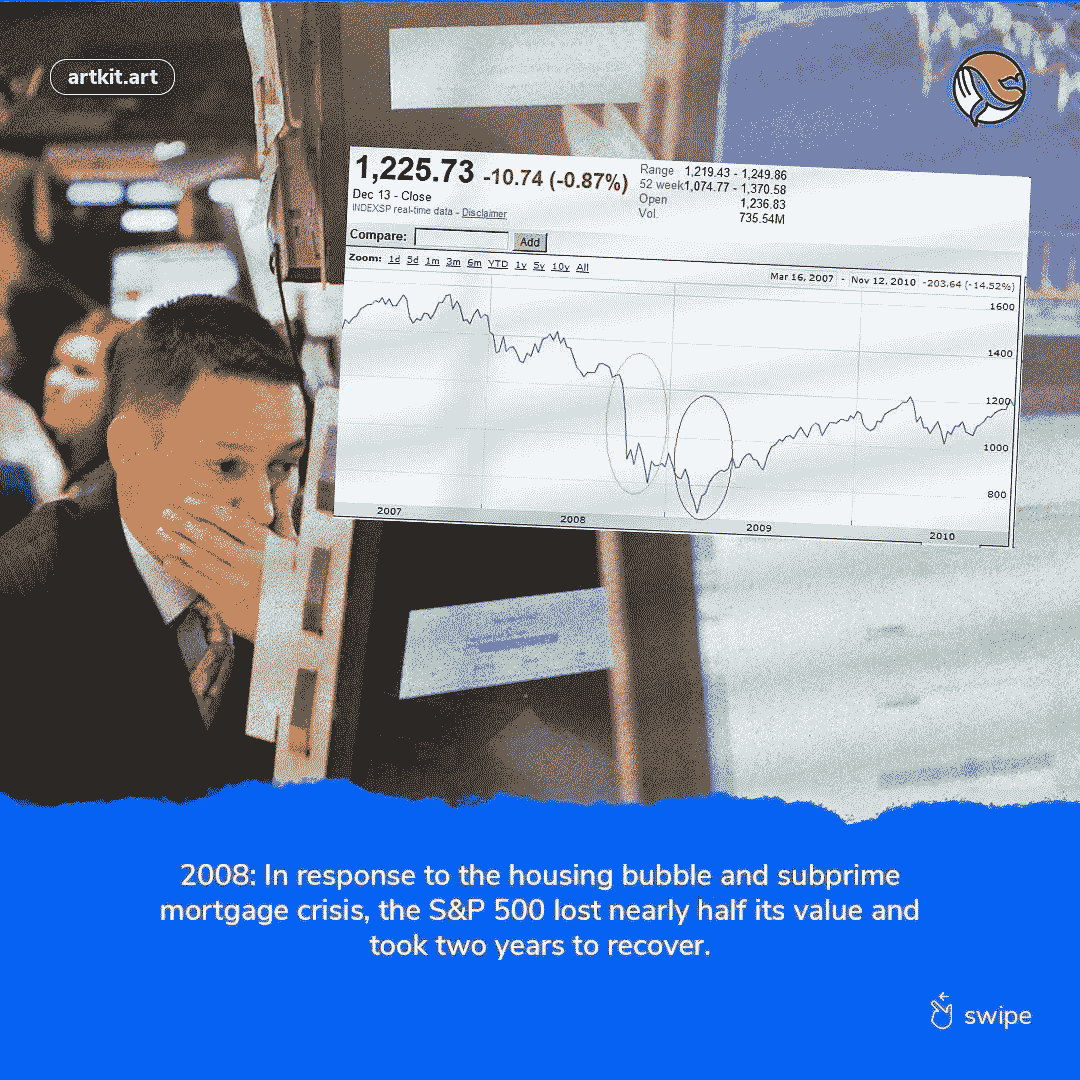 artkit.art
1,225.73 -10.74 (-0.87%)
Dec 13 - Close
INDEXSP real-time data - Disclaimer
Range 1,219.43 - 1,249.86
52 week1,074.77 - 1,370.58
Open 1,236.83
Vol. 735.54M
Compare: Add
Zoom: 1d 5d 1m 3m 6m YTD 1y 5y 10y All
Mar 16, 2007 - Nov 12, 2010 -203.64 (-14.52%)
1600
1400
1200
1000
800
2007 2008 2009 2010
2008: In response to the housing bubble and subprime
mortgage crisis, the S&P 500 lost nearly half its value and
took two years to recover.
swipe